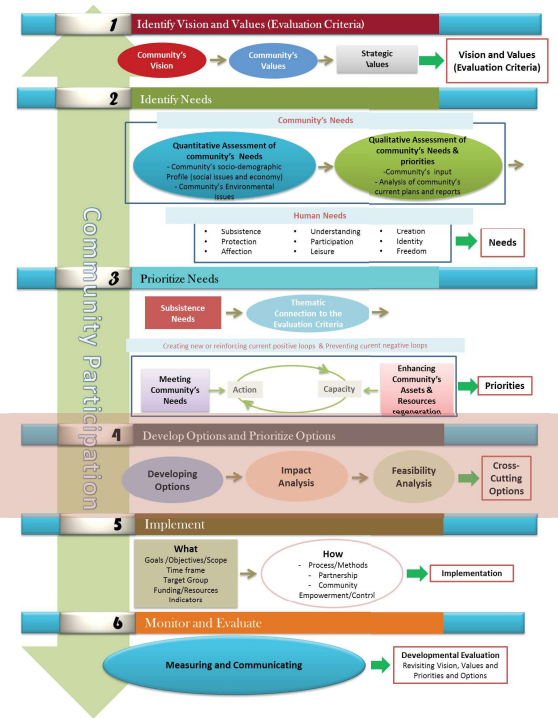 Community Participation
1 Identify Vision and Values (Evaluation Criteria)
Community's
Vision
Community's
Values
Stategic
Values
Vision and Values
(Evaluation Criteria)
2 Identify Needs
Community's Needs
Quantitative Assessment of
community's Needs
- Community's socio-demographic
Profile (social issues and economy)
- Community's Environmental
issues
Qualitative Assessment of
community's Needs &
priorities
-Community's input
- Analysis of community's
current plans and reports
Human Needs
• Subsistence
• Protection
• Affection
• Understanding
• Participation
• Leisure
• Creation
• Identity
• Freedom
Needs
3 Prioritize Needs
Subsistence
Needs
Thematic
Connection to the
Evaluation Criteria
Creating new or reinforcing current positive loops & Preventing current negative loops
Meeting
Community's
Needs
Action
Capacity
Enhancing
Community's
Assets &
Resources
regeneration
Priorities
4 Develop Options and Prioritize Options
Developing
Options
Impact
Analysis
Feasibility
Analysis
Cross-
Cutting
Options
5 Implement
What
Goals /Objectives/Scope
Time frame
Target Group
Funding/Resources
Indicators
How
- Process/Methods
- Partnership
- Community
Empowerment/Control
Implementation
6 Monitor and Evaluate
Measuring and Communicating
Developmental Evaluation
Revisiting Vision, Values and
Priorities and Options